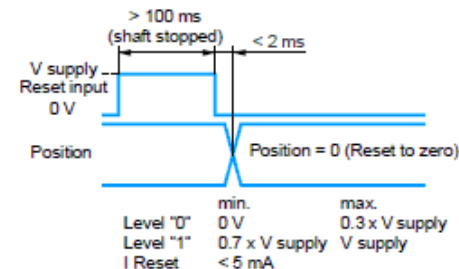 > 100 ms
(shaft stopped)
< 2 ms
V supply
Reset input
0 V
Position
Position = 0 (Reset to zero)
min. max.
Level "0" 0 V 0.3 x V supply
Level "1" 0.7 x V supply V supply
I Reset < 5 mA